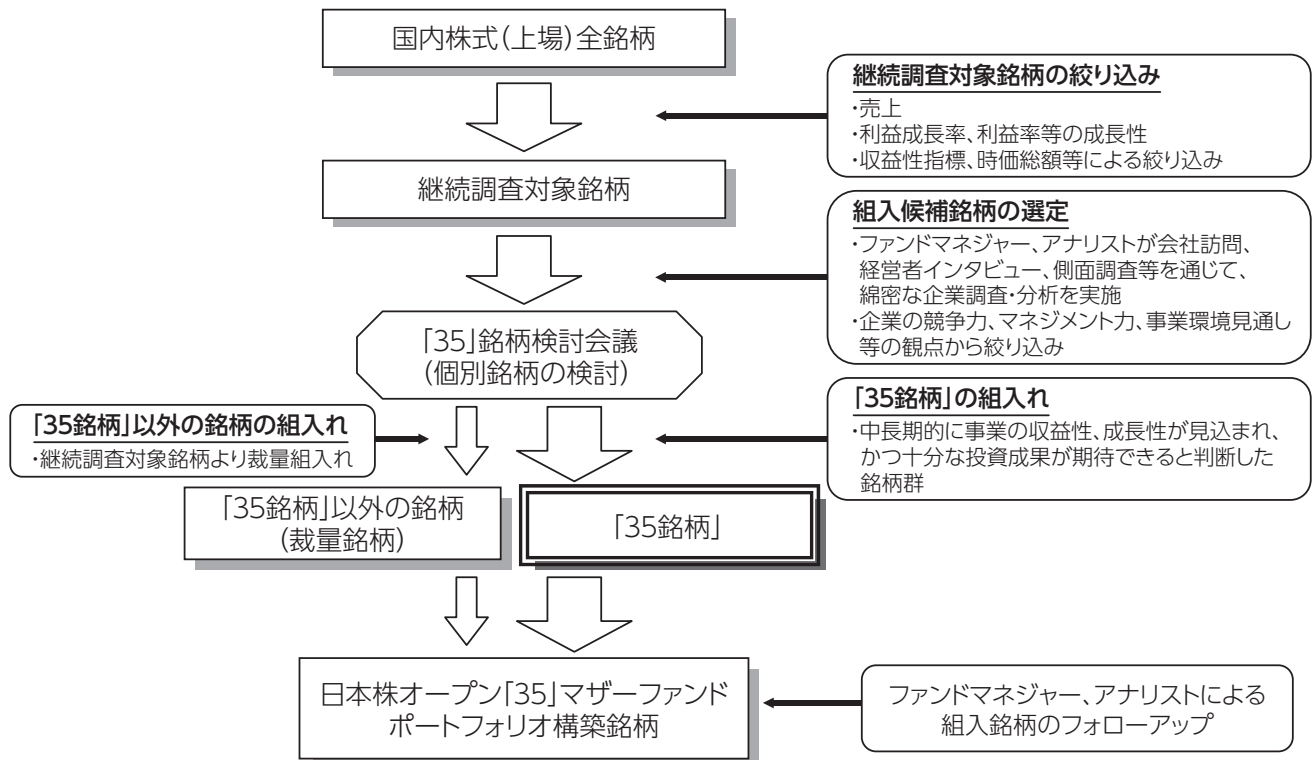 国内株式(上場)全銘柄
継続調査対象銘柄の絞り込み
・売上
・利益成長率、利益率等の成長性
・収益性指標、時価総額等による絞り込み
継続調査対象銘柄
組入候補銘柄の選定
・ファンドマネジャー、アナリストが会社訪問、
経営者インタビュー、側面調査等を通じて、
綿密な企業調査・分析を実施
・企業の競争力、マネジメント力、事業環境見通し
等の観点から絞り込み
「35」銘柄検討会議
(個別銘柄の検討)
「35銘柄」以外の銘柄の組入れ
・継続調査対象銘柄より裁量組入れ
「35銘柄」の組入れ
・中長期的に事業の収益性、成長性が見込まれ、
かつ十分な投資成果が期待できると判断した
銘柄群
「35銘柄」以外の銘柄
(裁量銘柄)
「35銘柄」
日本株オープン「35」マザーファンド
ポートフォリオ構築銘柄
ファンドマネジャー、アナリストによる
組入銘柄のフォローアップ